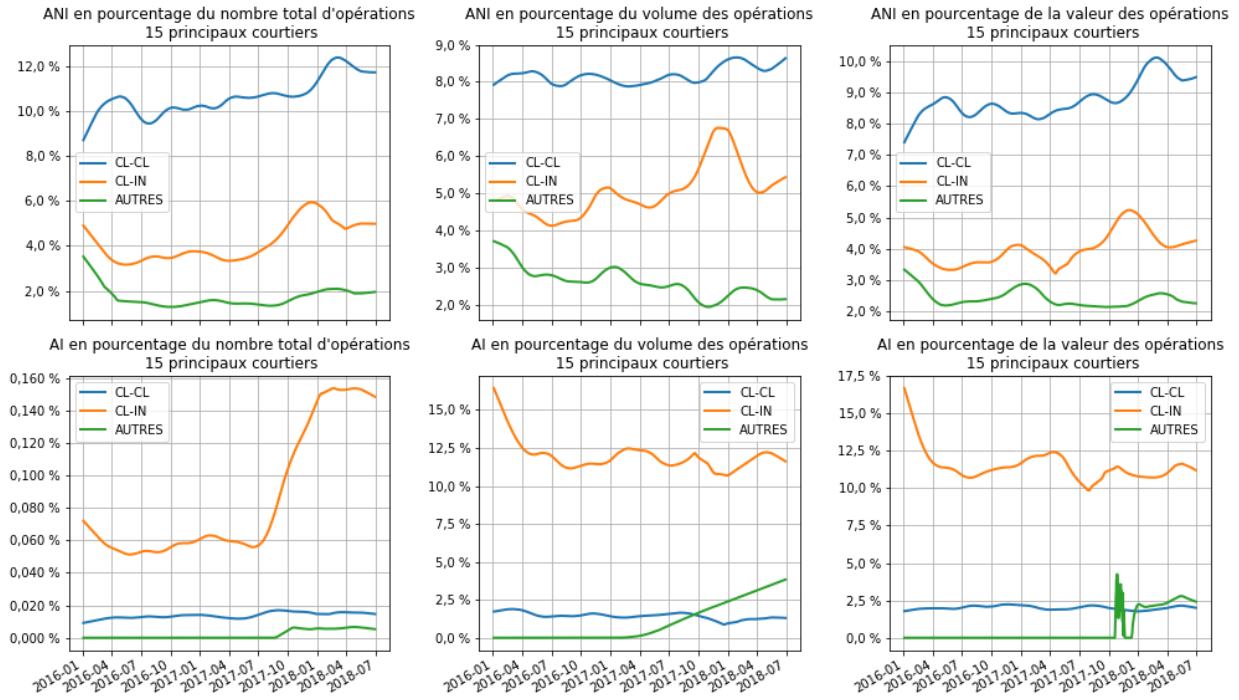 ANI en pourcentage du nombre total d'opérations
15 principaux courtiers
12,0 %
10,0 %
8,0 %
6,0 %
4,0 %
2,0 %
CL-CL
CL-IN
AUTRES
ANI en pourcentage du volume des opérations
15 principaux courtiers
9,0 %
8,0 %
7,0 %
6,0 %
5,0 %
4,0 %
3,0 %
2,0 %
CL-CL
CL-IN
AUTRES
ANI en pourcentage de la valeur des opérations
15 principaux courtiers
10,0 %
9,0 %
8,0 %
7,0 %
6,0 %
5,0 %
4,0 %
3,0 %
2,0 %
CL-CL
CL-IN
AUTRES
AI en pourcentage du nombre total d'opérations
15 principaux courtiers
0,160 %
0,140 %
0,120 %
0,100 %
0,080 %
0,060 %
0,040 %
0,020 %
0,000 %
CL-CL
CL-IN
AUTRES
2016-01
2016-04
2016-07
2016-10
2017-01
2017-04
2017-07
2017-10
2018-01
2018-04
2018-07
AI en pourcentage du volume des opérations
15 principaux courtiers
15,0 %
12,5 %
10,0 %
7,5 %
5,0 %
2,5 %
0,0 %
CL-CL
CL-IN
AUTRES
2016-01
2016-04
2016-07
2016-10
2017-01
2017-04
2017-07
2017-10
2018-01
2018-04
2018-07
AI en pourcentage de la valeur des opérations
15 principaux courtiers
17,5 %
15,0 %
12,5 %
10,0 %
7,5 %
5,0 %
2,5 %
0,0 %
CL-CL
CL-IN
AUTRES
2016-01
2016-04
2016-07
2016-10
2017-01
2017-04
2017-07
2017-10
2018-01
2018-04
2018-07